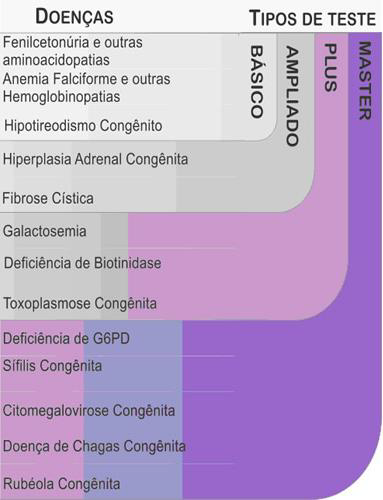 DOENÇAS
TIPOS DE TESTE
Fenilcetonúria e outras
aminoacidopatias
Anemia Falciforme e outras
Hemoglobinopatias
Hipotireodismo Congênito
BÁSICO
AMPLIADO
PLUS
MASTER
Hiperplasia Adrenal Congênita
Fibrose Cística
Galactosemia
Deficiência de Biotinidase
Toxoplasmose Congênita
Deficiência de G6PD
Sífilis Congênita
Citomegalovirose Congênita
Doença de Chagas Congênita
Rubéola Congênita